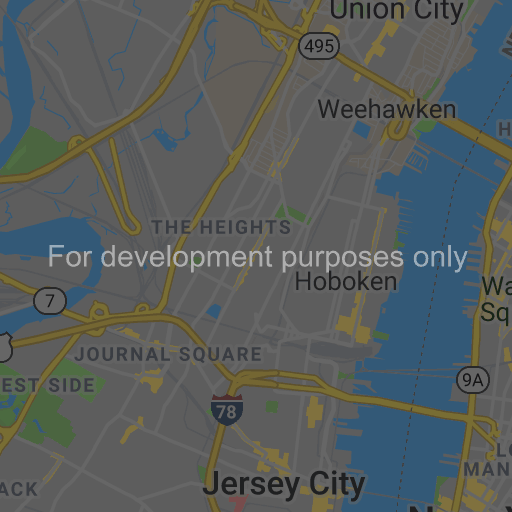 Union City
495
Weehawken
H
THE HEIGHTS
For development purposes only
Hoboken
Wa
Sq
7
JOURNAL SQUARE
9A
EST SIDE
78
LO
MAN
Jersey City
ACK